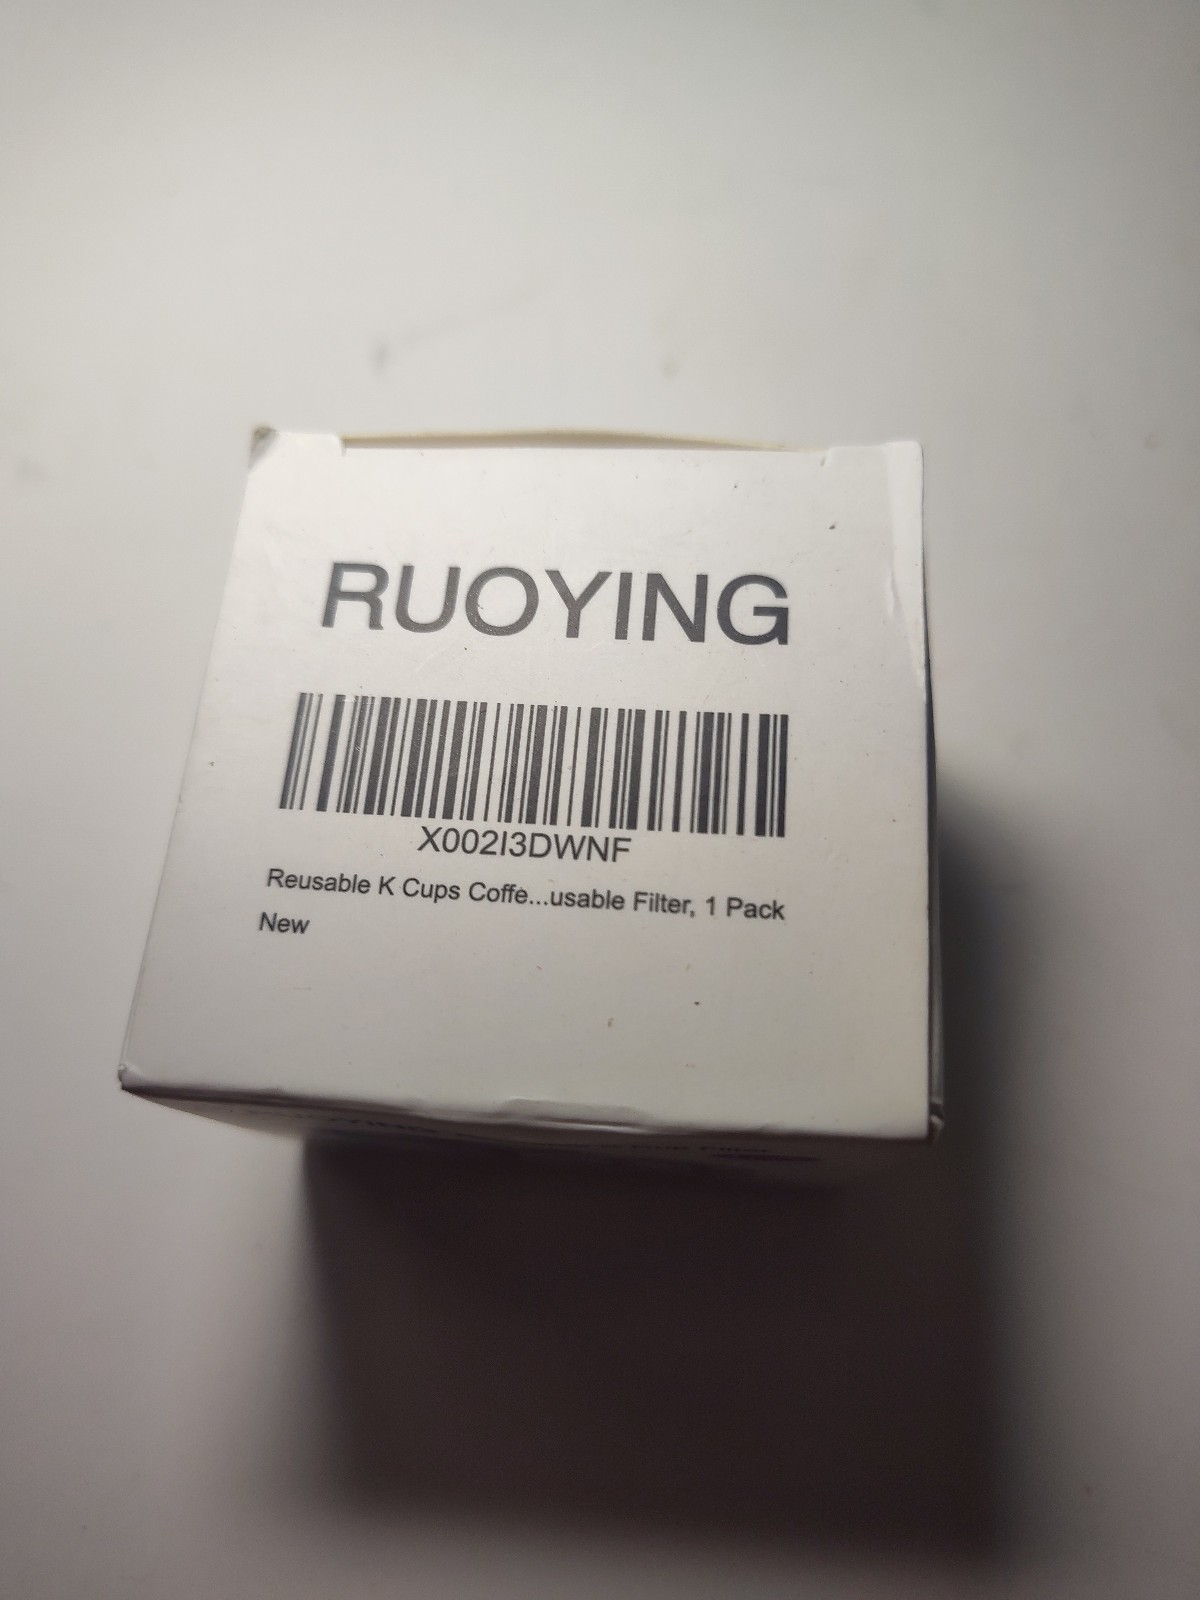 RUOYING
X002I3DWNF
Reusable K Cups Coffe...usable Filter, 1 Pack
New